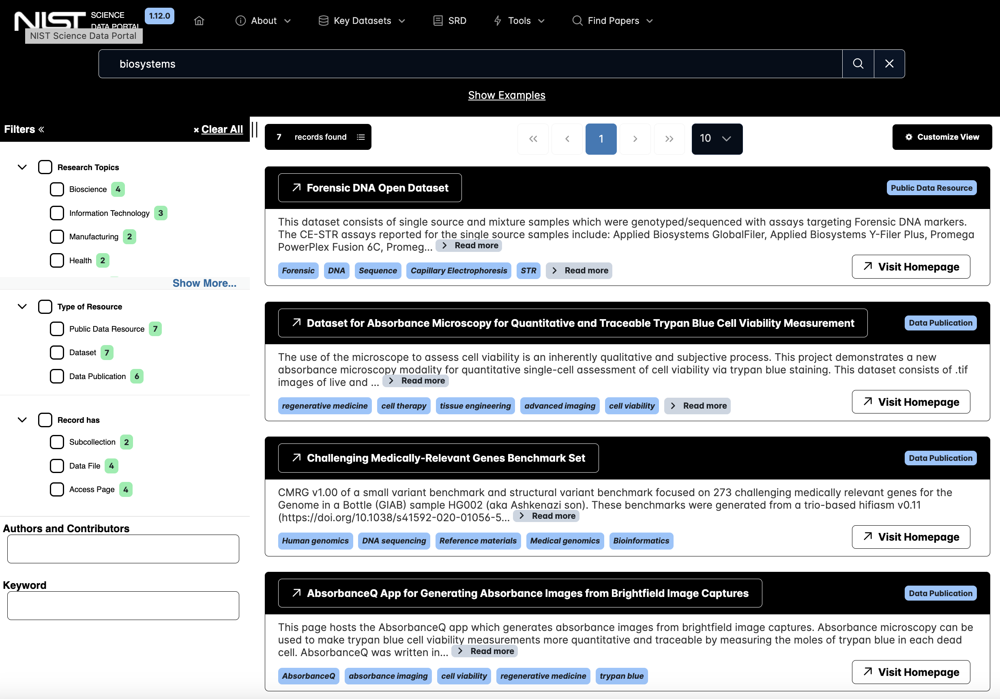 NIST SCIENCE
DATA PORTAL
1.12.0
About
Key Datasets
SRD
Tools
Find Papers
NIST Science Data Portal
biosystems
Show Examples
Filters
× Clear All
7 records found
1
10
Customize View
Research Topics
Bioscience 4
Information Technology 3
Manufacturing 2
Health 2
Show More...
Type of Resource
Public Data Resource 7
Dataset 7
Data Publication 6
Record has
Subcollection 2
Data File 4
Access Page 4
Authors and Contributors
Keyword
Forensic DNA Open Dataset
Public Data Resource
This dataset consists of single source and mixture samples which were genotyped/sequenced with assays targeting Forensic DNA markers.
The CE-STR assays reported for the single source samples include: Applied Biosystems GlobalFiler, Applied Biosystems Y-Filer Plus, Promega
PowerPlex Fusion 6C, Promeg... Read more
Forensic DNA Sequence Capillary Electrophoresis STR Read more
Visit Homepage
Dataset for Absorbance Microscopy for Quantitative and Traceable Trypan Blue Cell Viability Measurement
Data Publication
The use of the microscope to assess cell viability is an inherently qualitative and subjective process. This project demonstrates a new
absorbance microscopy modality for quantitative single-cell assessment of cell viability via trypan blue staining. This dataset consists of .tif
images of live and ... Read more
regenerative medicine cell therapy tissue engineering advanced imaging cell viability Read more
Visit Homepage
Challenging Medically-Relevant Genes Benchmark Set
Data Publication
CMRG v1.00 of a small variant benchmark and structural variant benchmark focused on 273 challenging medically relevant genes for the
Genome in a Bottle (GIAB) sample HG002 (aka Ashkenazi son). These benchmarks were generated from a trio-based hifiasm v0.11
(https://doi.org/10.1038/s41592-020-01056-5... Read more
Human genomics DNA sequencing Reference materials Medical genomics Bioinformatics
Visit Homepage
AbsorbanceQ App for Generating Absorbance Images from Brightfield Image Captures
Data Publication
This page hosts the AbsorbanceQ app which generates absorbance images from brightfield image captures. Absorbance microscopy can be
used to make trypan blue cell viability measurements more quantitative and traceable by measuring the moles of trypan blue in each dead
cell. AbsorbanceQ was written in... Read more
AbsorbanceQ absorbance imaging cell viability regenerative medicine trypan blue
Visit Homepage